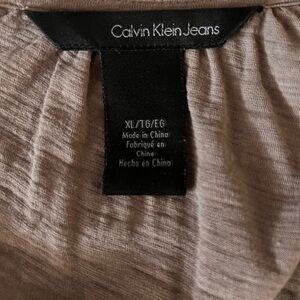 Calvin Klein Jeans
XL/TG/EG
Made in China
Fabriqué en
Chine
Hecho en China